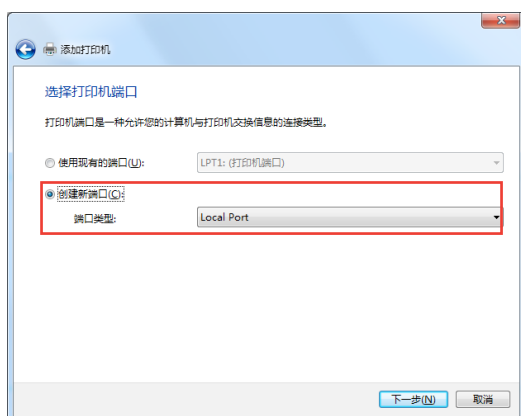 添加打印机
选择打印机端口
打印机端口是一种允许您的计算机与打印机交换信息的连接类型。
使用现有的端口(U): LPT1: (打印机端口)
创建新端口(C):
端口类型: Local Port
下一步(N) 取消